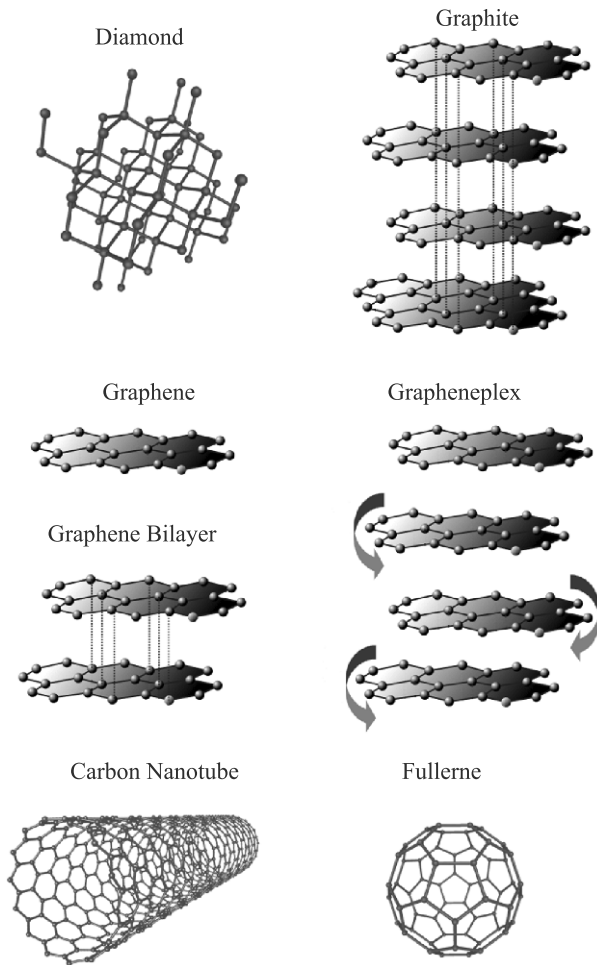 Diamond
Graphite
Graphene
Grapheneplex
Graphene Bilayer
Carbon Nanotube
Fullerne